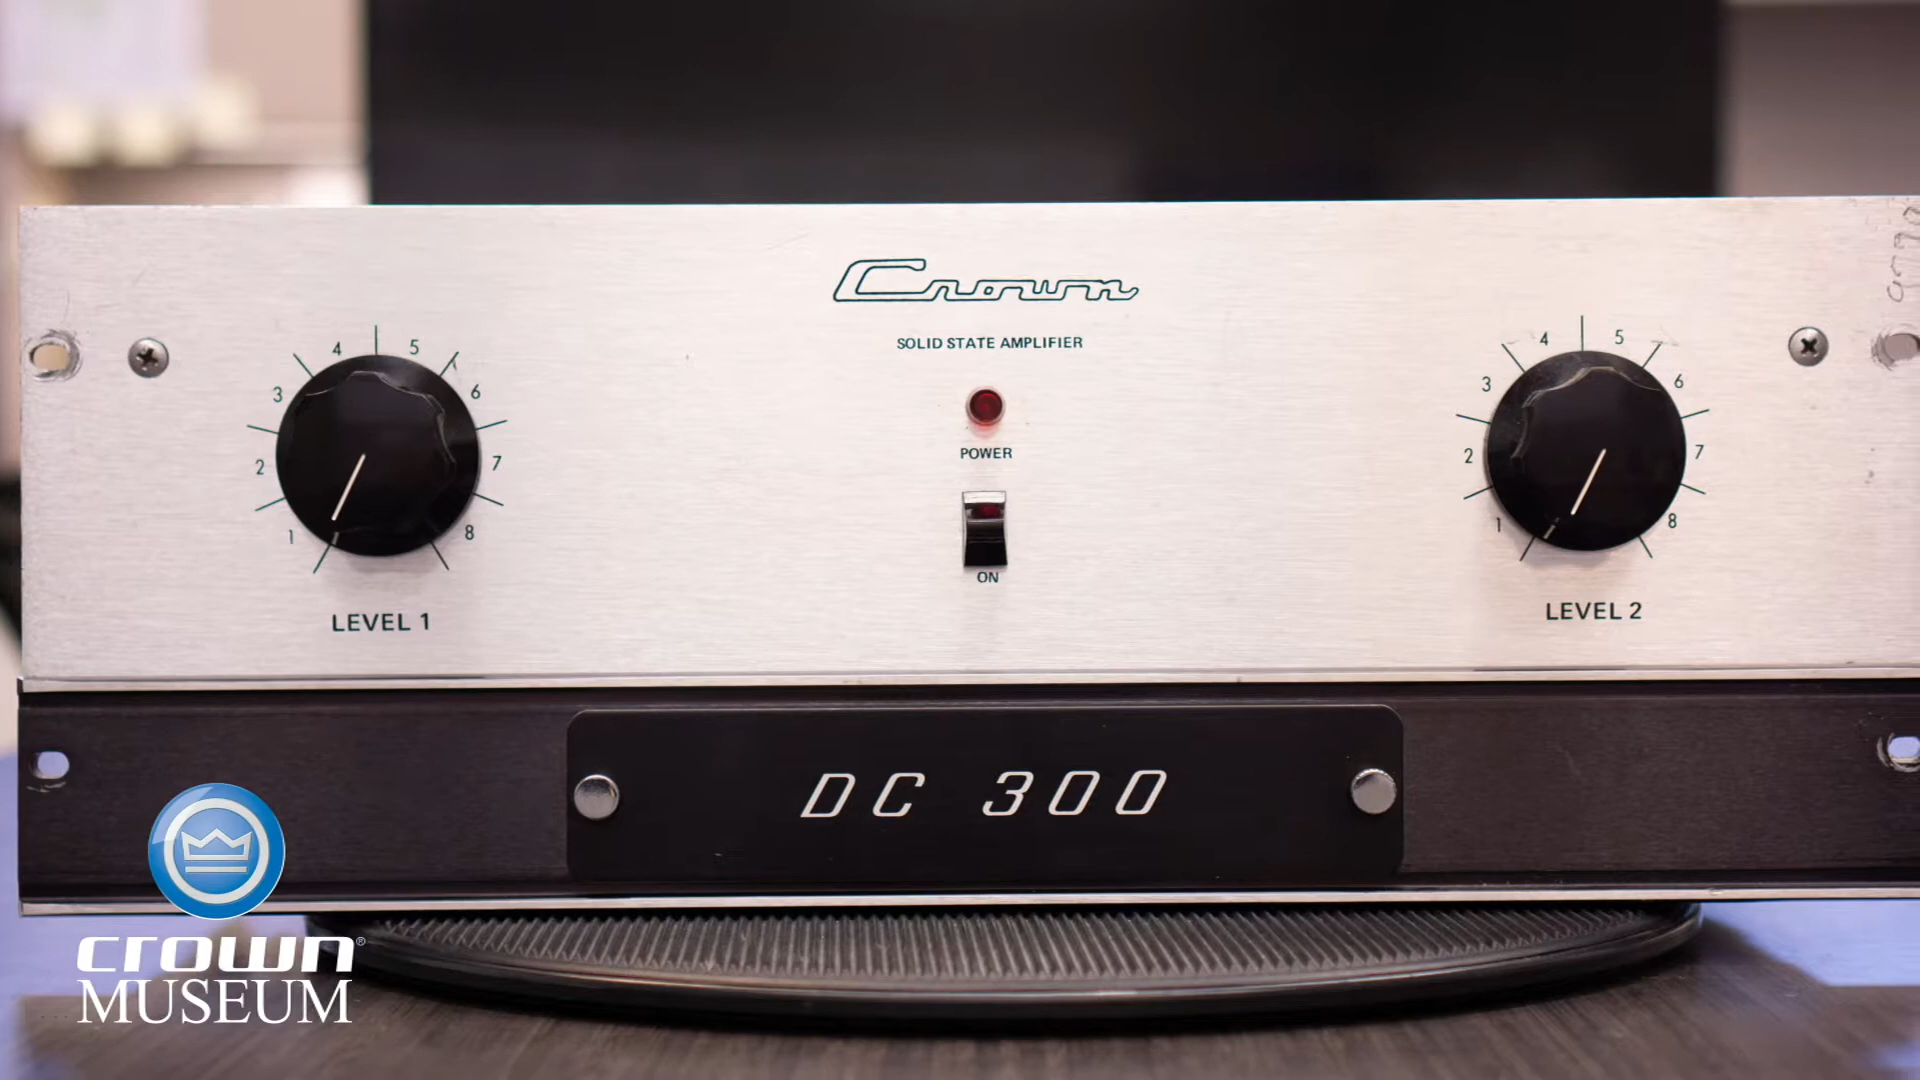 Crown
SOLID STATE AMPLIFIER
4 5
3 6
2 7
1 8
LEVEL 1
POWER
ON
4 5
3 6
2 7
1 8
LEVEL 2
DC 300
crown®
MUSEUM